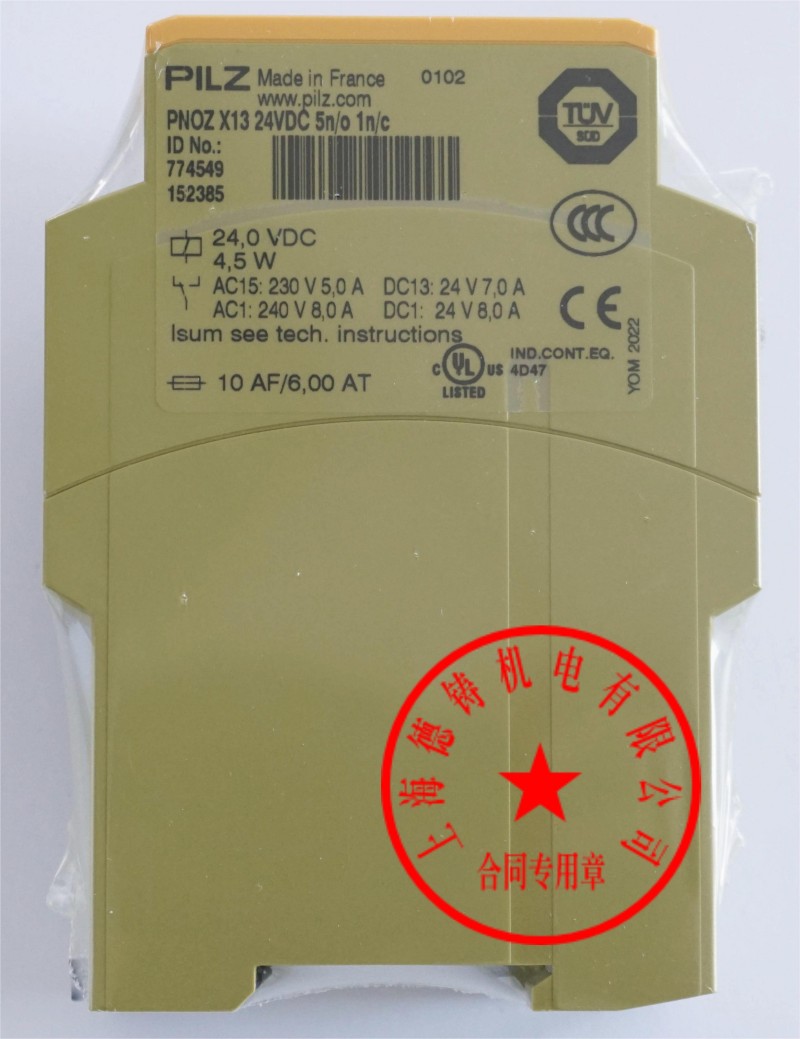 PILZ Made in France 0102
www.pilz.com
PNOZ X13 24VDC 5n/o 1n/c
ID No.:
774549
152385
TÜV
SÜD
CCC
24,0 VDC
4,5 W
AC15: 230 V 5,0 A DC13: 24 V 7,0 A
AC1: 240 V 8,0 A DC1: 24 V 8,0 A
CE
Isum see tech. instructions
YOM 2022
C UL US IND.CONT.EQ.
4D47
LISTED
10 AF/6,00 AT
上海德铸机电有限公司
合同专用章